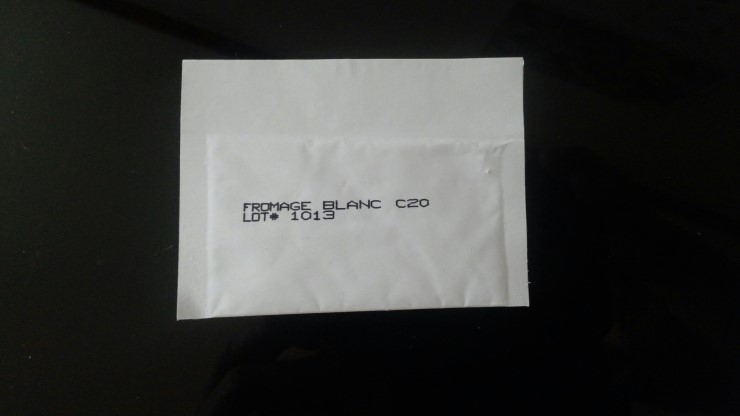 FROMAGE BLANC C20
LOT# 1013